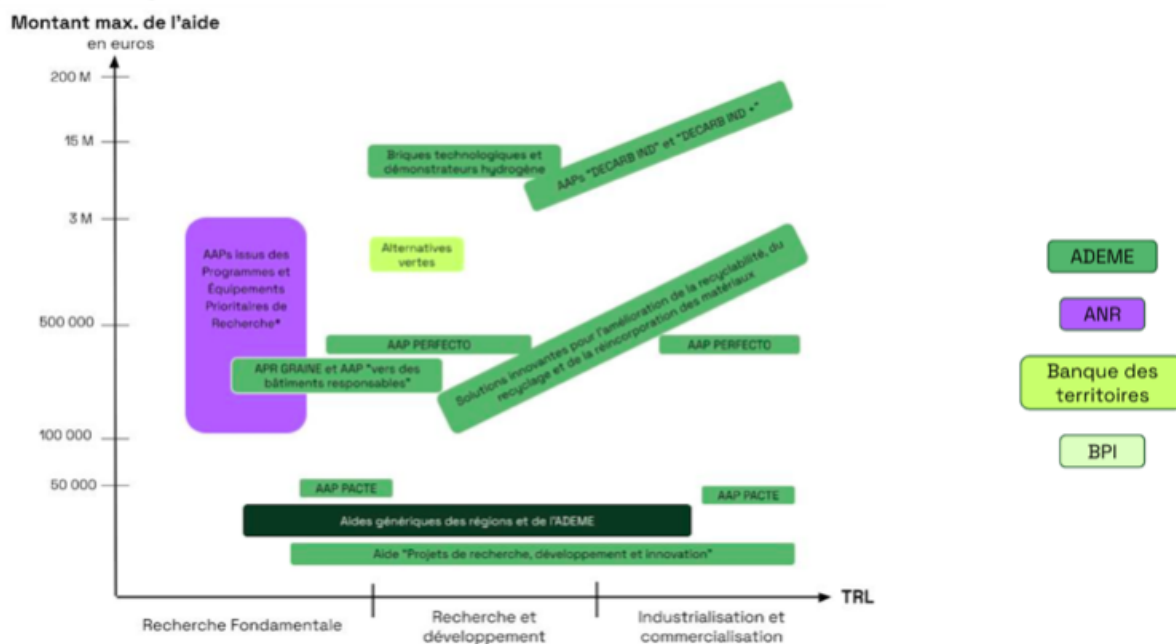 Montant max. de l'aide
en euros
200 M
15 M
3 M
500 000
100 000
50 000
Briques technologiques et
démonstrateurs hydrogène
AAPs "DECARB IND" et "DECARB IND +"
AAPs issus des
Programmes et
Équipements
Prioritaires de
Recherche*
Alternatives
vertes
Solutions innovantes pour l'amélioration de la recyclabilité, du
recyclage et de la réincorporation des matériaux
AAP PERFECTO
AAP PERFECTO
APR GRAINE et AAP "vers des
bâtiments responsables"
AAP PACTE
AAP PACTE
Aides génériques des régions et de l'ADEME
Aide "Projets de recherche, développement et innovation"
TRL
Recherche Fondamentale
Recherche et
développement
Industrialisation et
commercialisation
ADEME
ANR
Banque des
territoires
BPI